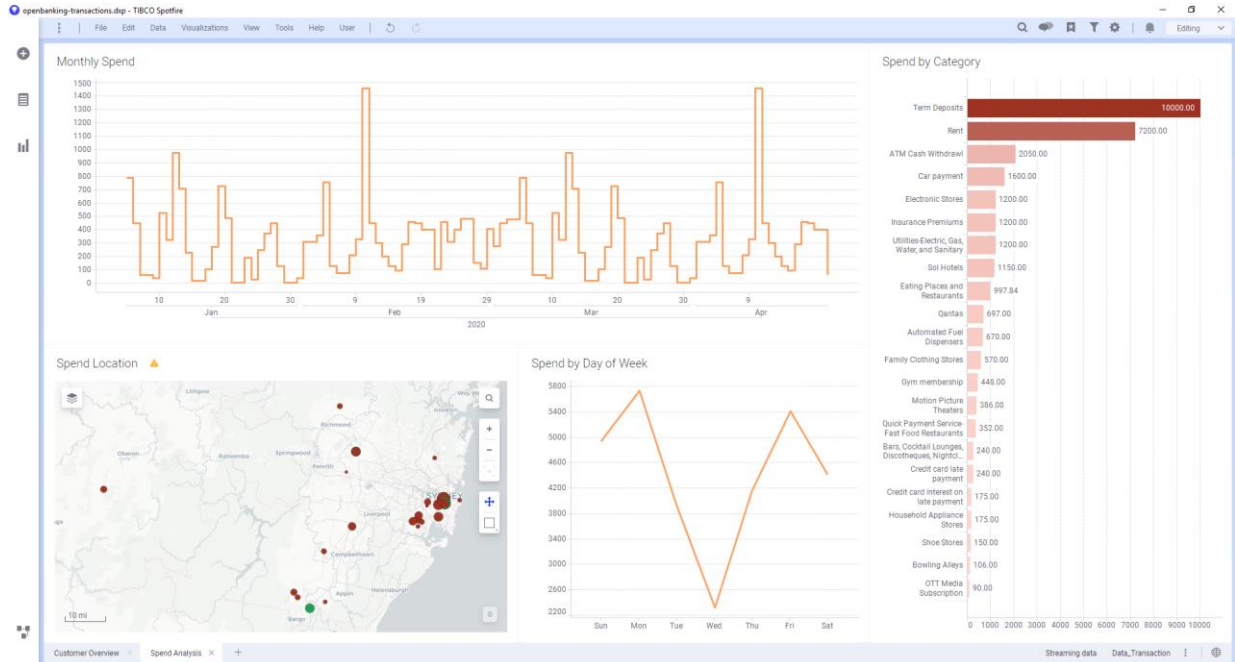 openbanking-transactions.dxp - TIBCO Spotfire
File Edit Data Visualizations View Tools Help User
Editing
Monthly Spend
1500
1400
1300
1200
1100
1000
900
800
700
600
500
400
300
200
100
0
10 20 30 9 19 29 10 20 30 9
Jan Feb Mar Apr
2020
Spend Location
Lithgow
Richmond
Oberon
Katoomba
Springwood
Penrith
SYDNEY
Liverpool
Campbelltown
Appin
Helensburgh
Bargo
10 mi
Spend by Day of Week
5800
5400
5000
4600
4200
3800
3400
3000
2600
2200
Sun Mon Tue Wed Thu Fri Sat
Spend by Category
Term Deposits 10000.00
Rent 7200.00
ATM Cash Withdrawl 2050.00
Car payment 1600.00
Electronic Stores 1200.00
Insurance Premiums 1200.00
Utilities-Electric, Gas,
Water, and Sanitary 1200.00
Sol Hotels 1150.00
Eating Places and
Restaurants 997.84
Qantas 697.00
Automated Fuel
Dispensers 670.00
Family Clothing Stores 570.00
Gym membership 448.00
Motion Picture
Theaters 386.00
Quick Payment Service-
Fast Food Restaurants 352.00
Bars, Cocktail Lounges,
Discotheques, Nightcl... 240.00
Credit card late
payment 240.00
Credit card interest on
late payment 175.00
Household Appliance
Stores 175.00
Shoe Stores 150.00
Bowling Alleys 106.00
OTT Media
Subscription 90.00
0 1000 2000 3000 4000 5000 6000 7000 8000 9000 10000
Customer Overview Spend Analysis
Streaming data Data_Transaction